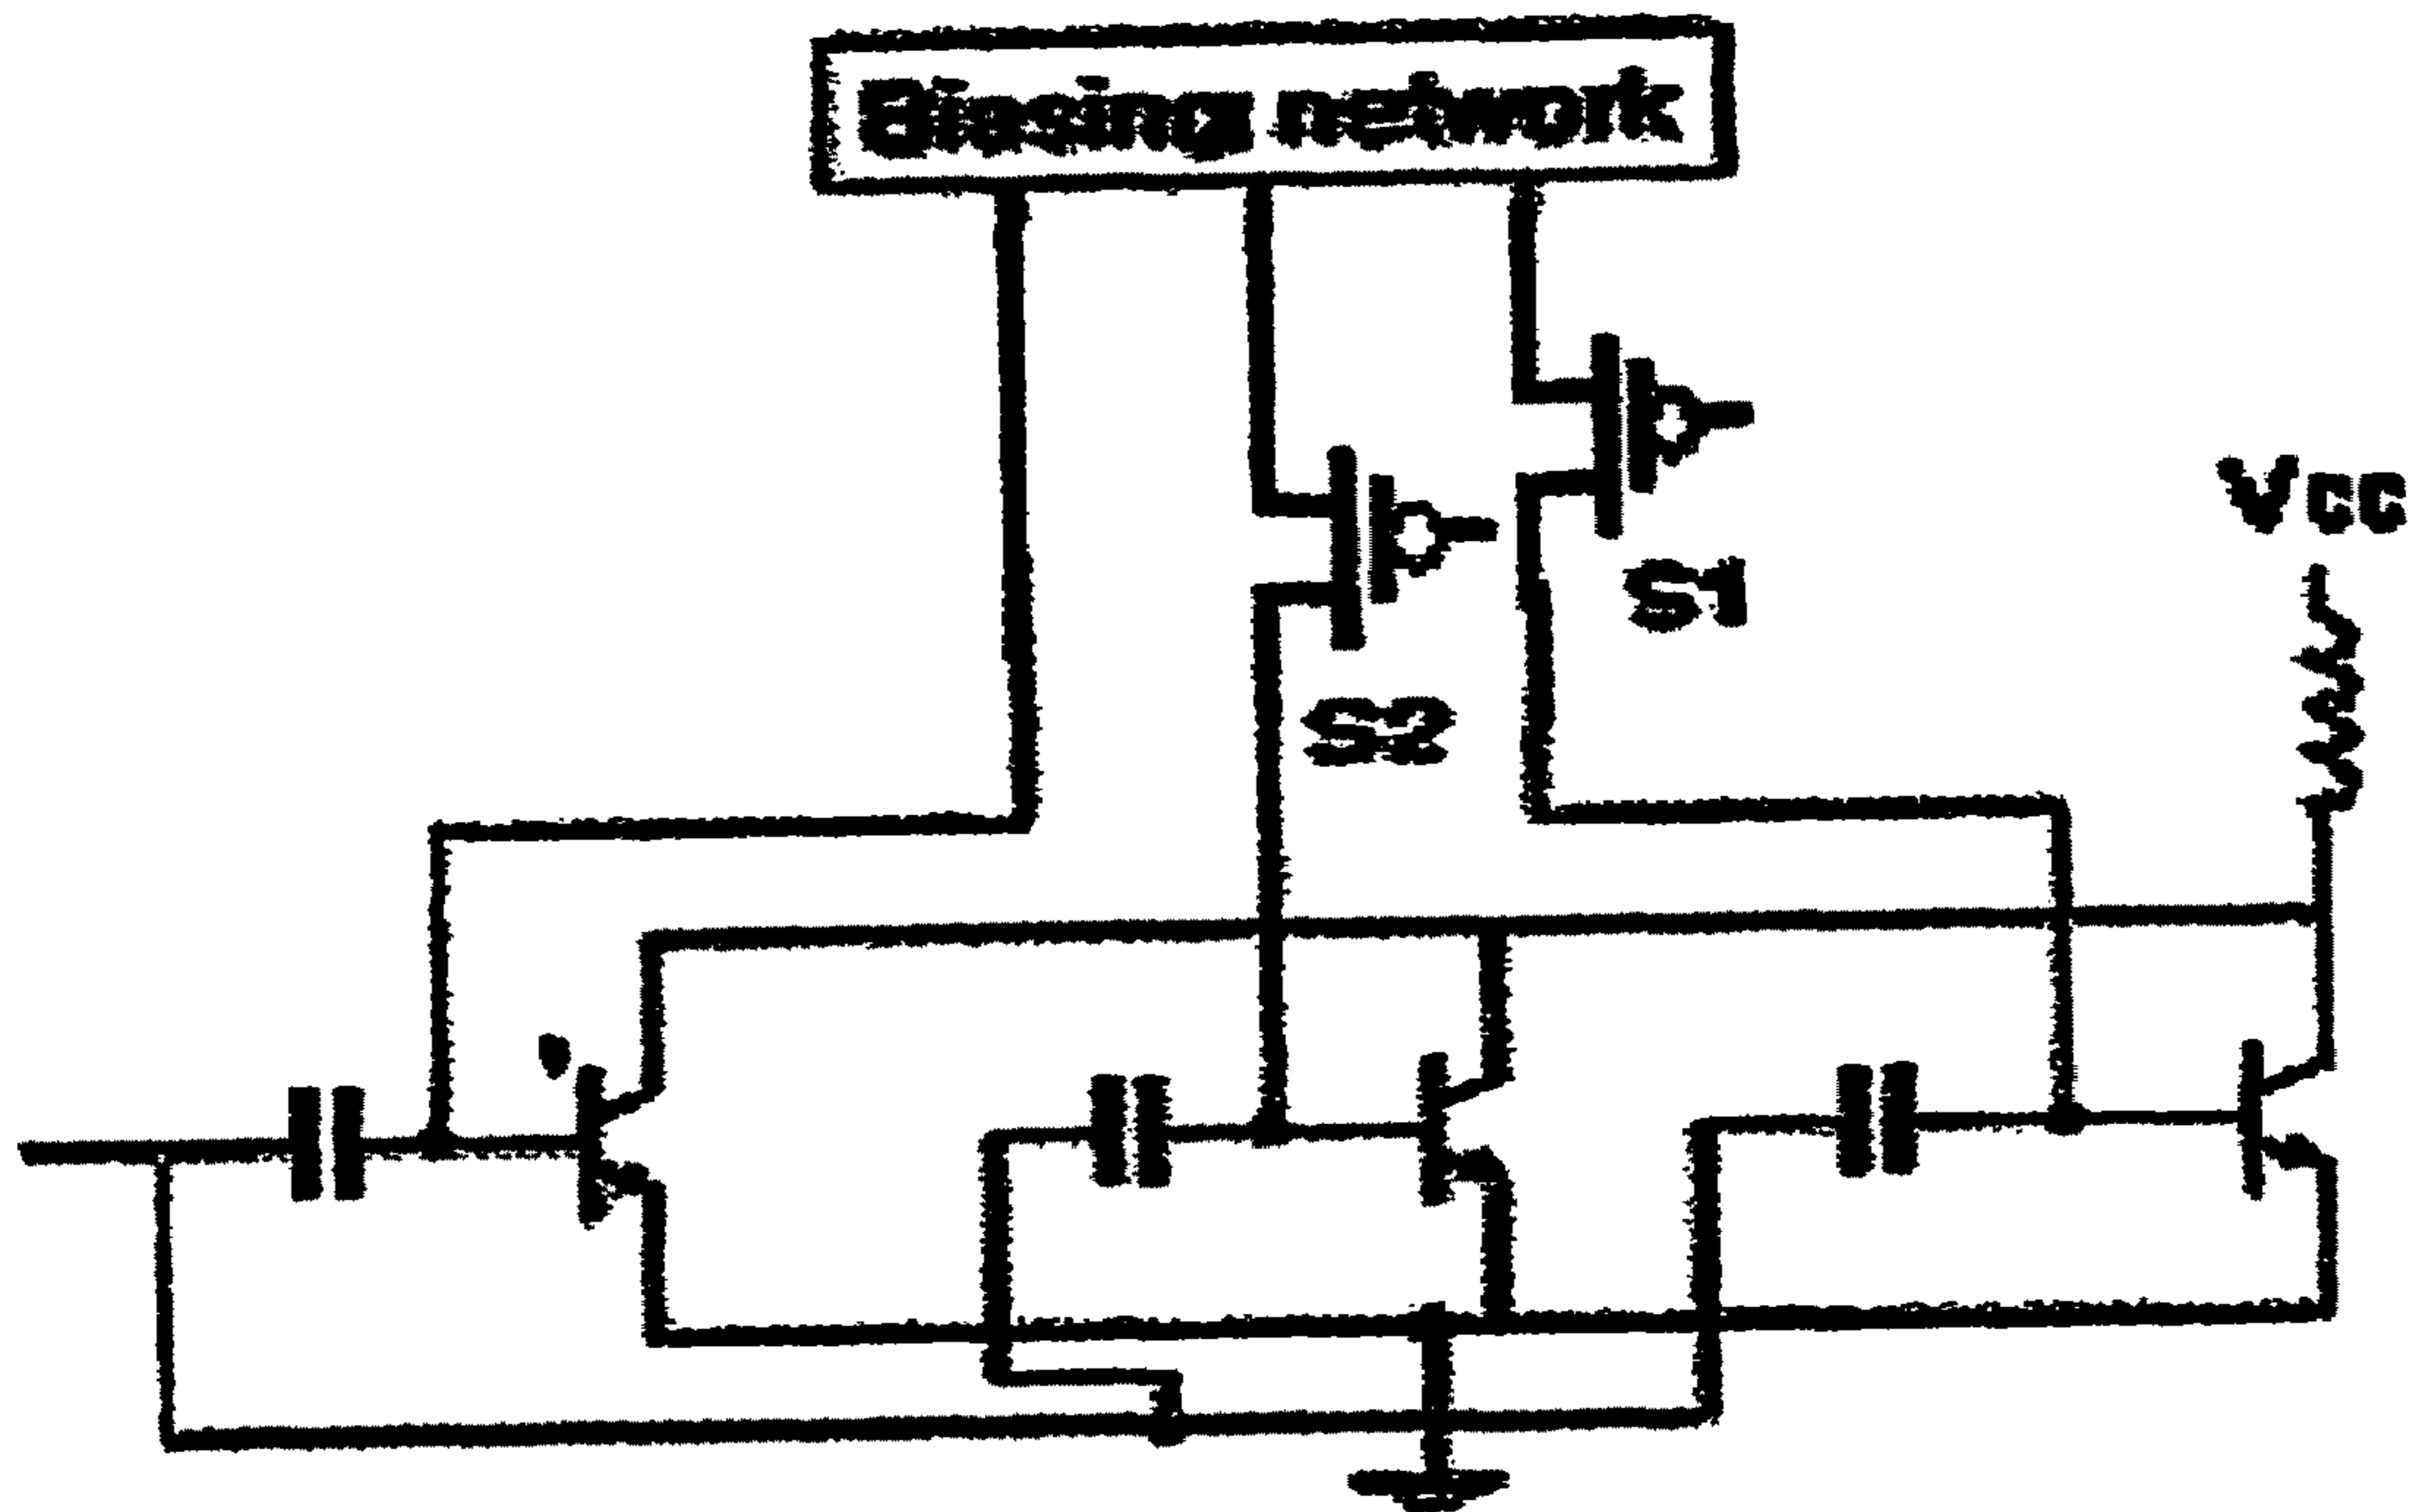 Biasing network
Vcc
S1
S2